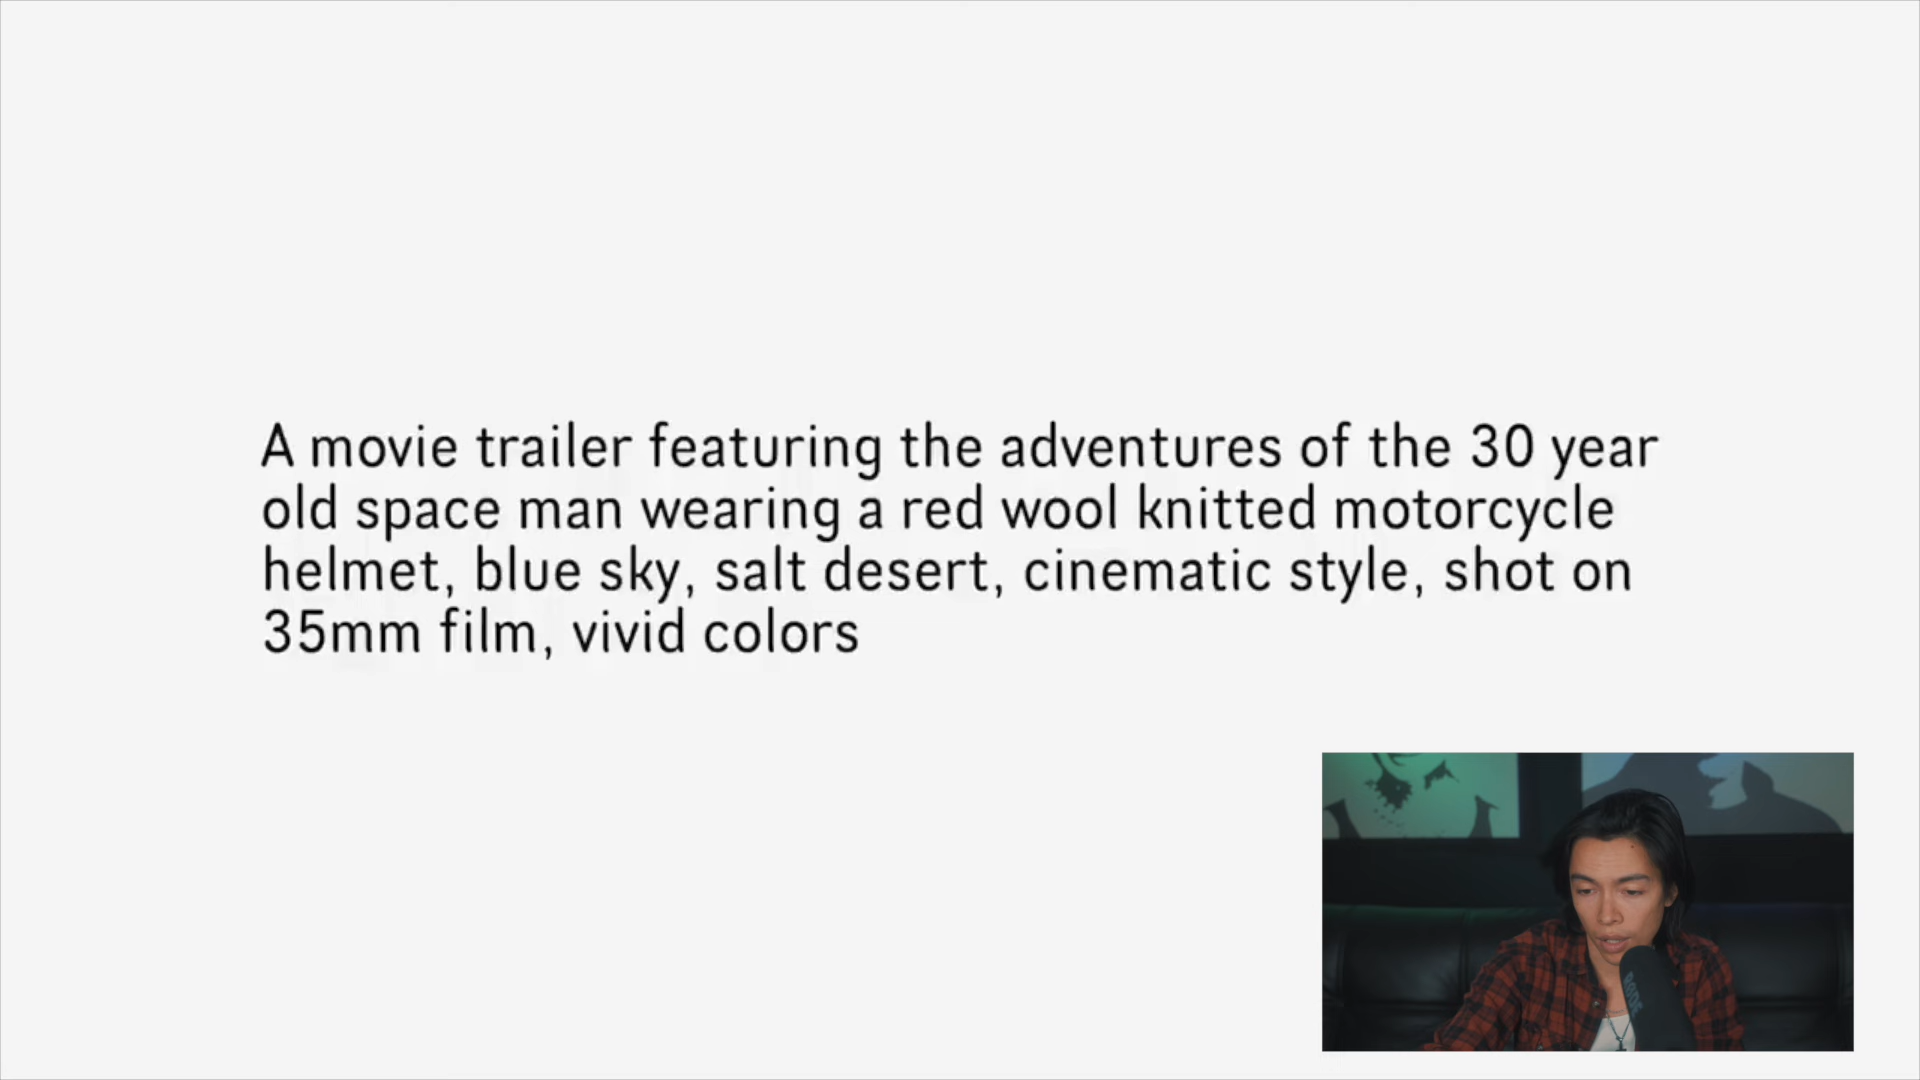 A movie trailer featuring the adventures of the 30 year
old space man wearing a red wool knitted motorcycle
helmet, blue sky, salt desert, cinematic style, shot on
35mm film, vivid colors
RODE